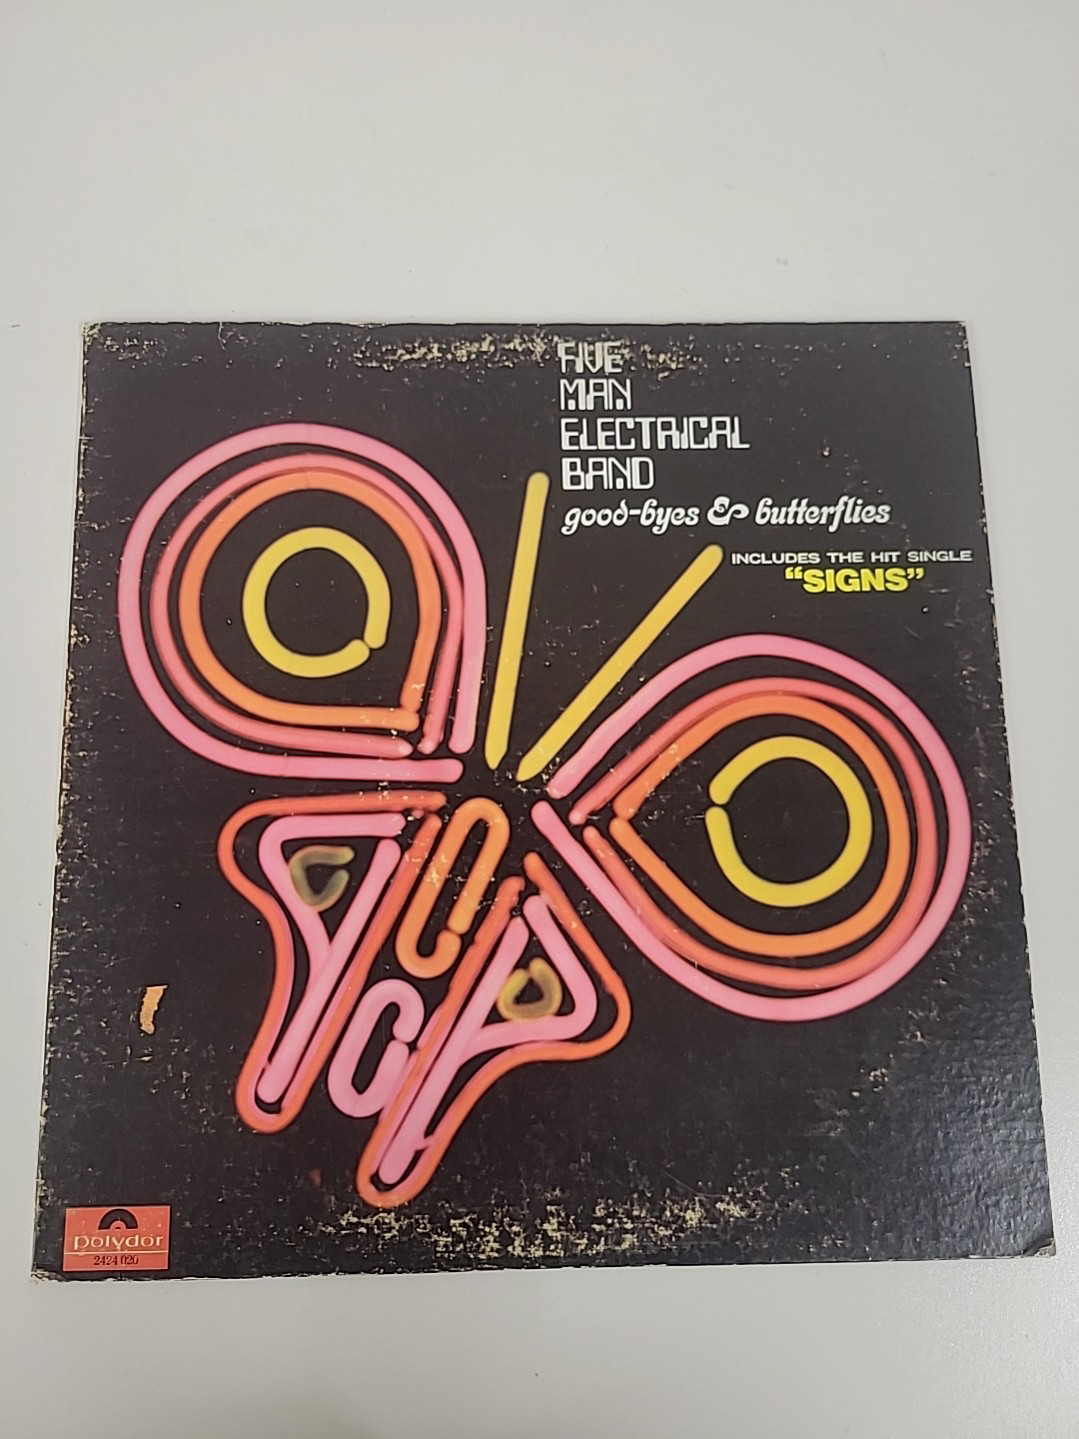 FIVE
MAN
ELECTRICAL
BAND
good-byes & butterflies
INCLUDES THE HIT SINGLE
“SIGNS”
polydor
2424 020